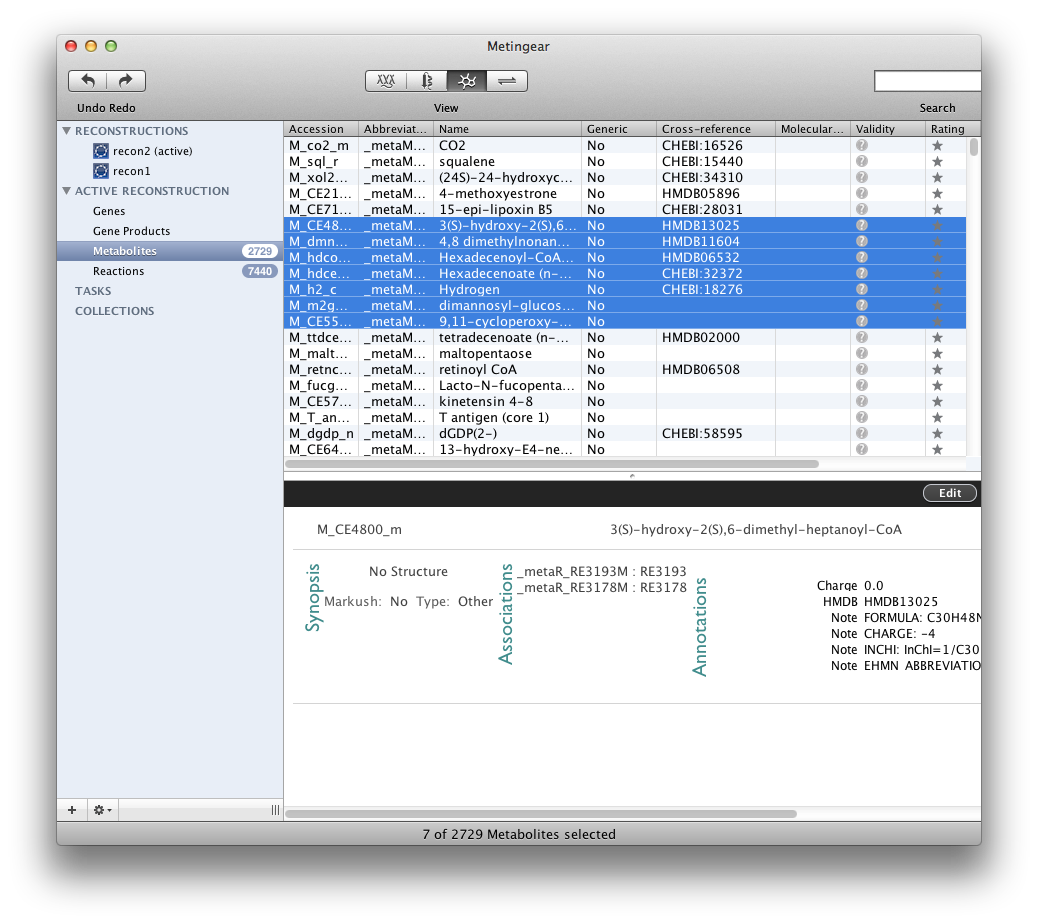 Metingear
Undo Redo
View
Search
RECONSTRUCTIONS
recon2 (active)
recon1
ACTIVE RECONSTRUCTION
Genes
Gene Products
Metabolites 2729
Reactions 7440
TASKS
COLLECTIONS
Accession Abbreviat... Name Generic Cross-reference Molecular... Validity Rating
M_co2_m _metaM... CO2 No CHEBI:16526
M_sql_r _metaM... squalene No CHEBI:15440
M_xol2... _metaM... (24S)-24-hydroxyc... No CHEBI:34310
M_CE21... _metaM... 4-methoxyestrone No HMDB05896
M_CE71... _metaM... 15-epi-lipoxin B5 No CHEBI:28031
M_CE48... _metaM... 3(S)-hydroxy-2(S),6... No HMDB13025
M_dmn... _metaM... 4,8 dimethylnonan... No HMDB11604
M_hdco... _metaM... Hexadecenoyl-CoA... No HMDB06532
M_hdce... _metaM... Hexadecenoate (n-... No CHEBI:32372
M_h2_c _metaM... Hydrogen No CHEBI:18276
M_m2g... _metaM... dimannosyl-glucos... No
M_CE55... _metaM... 9,11-cycloperoxy-... No
M_ttdce... _metaM... tetradecenoate (n-... No HMDB02000
M_malt... _metaM... maltopentaose No
M_retnc... _metaM... retinoyl CoA No HMDB06508
M_fucg... _metaM... Lacto-N-fucopenta... No
M_CE57... _metaM... kinetensin 4-8 No
M_T_an... _metaM... T antigen (core 1) No
M_dgdp_n _metaM... dGDP(2-) No CHEBI:58595
M_CE64... _metaM... 13-hydroxy-E4-ne... No
Edit
M_CE4800_m 3(S)-hydroxy-2(S),6-dimethyl-heptanoyl-CoA
Synopsis
No Structure
Markush: No Type: Other
Associations
_metaR_RE3193M : RE3193
_metaR_RE3178M : RE3178
Annotations
Charge 0.0
HMDB HMDB13025
Note FORMULA: C30H48N
Note CHARGE: -4
Note INCHI: InChI=1/C30
Note EHMN ABBREVIATIO
7 of 2729 Metabolites selected